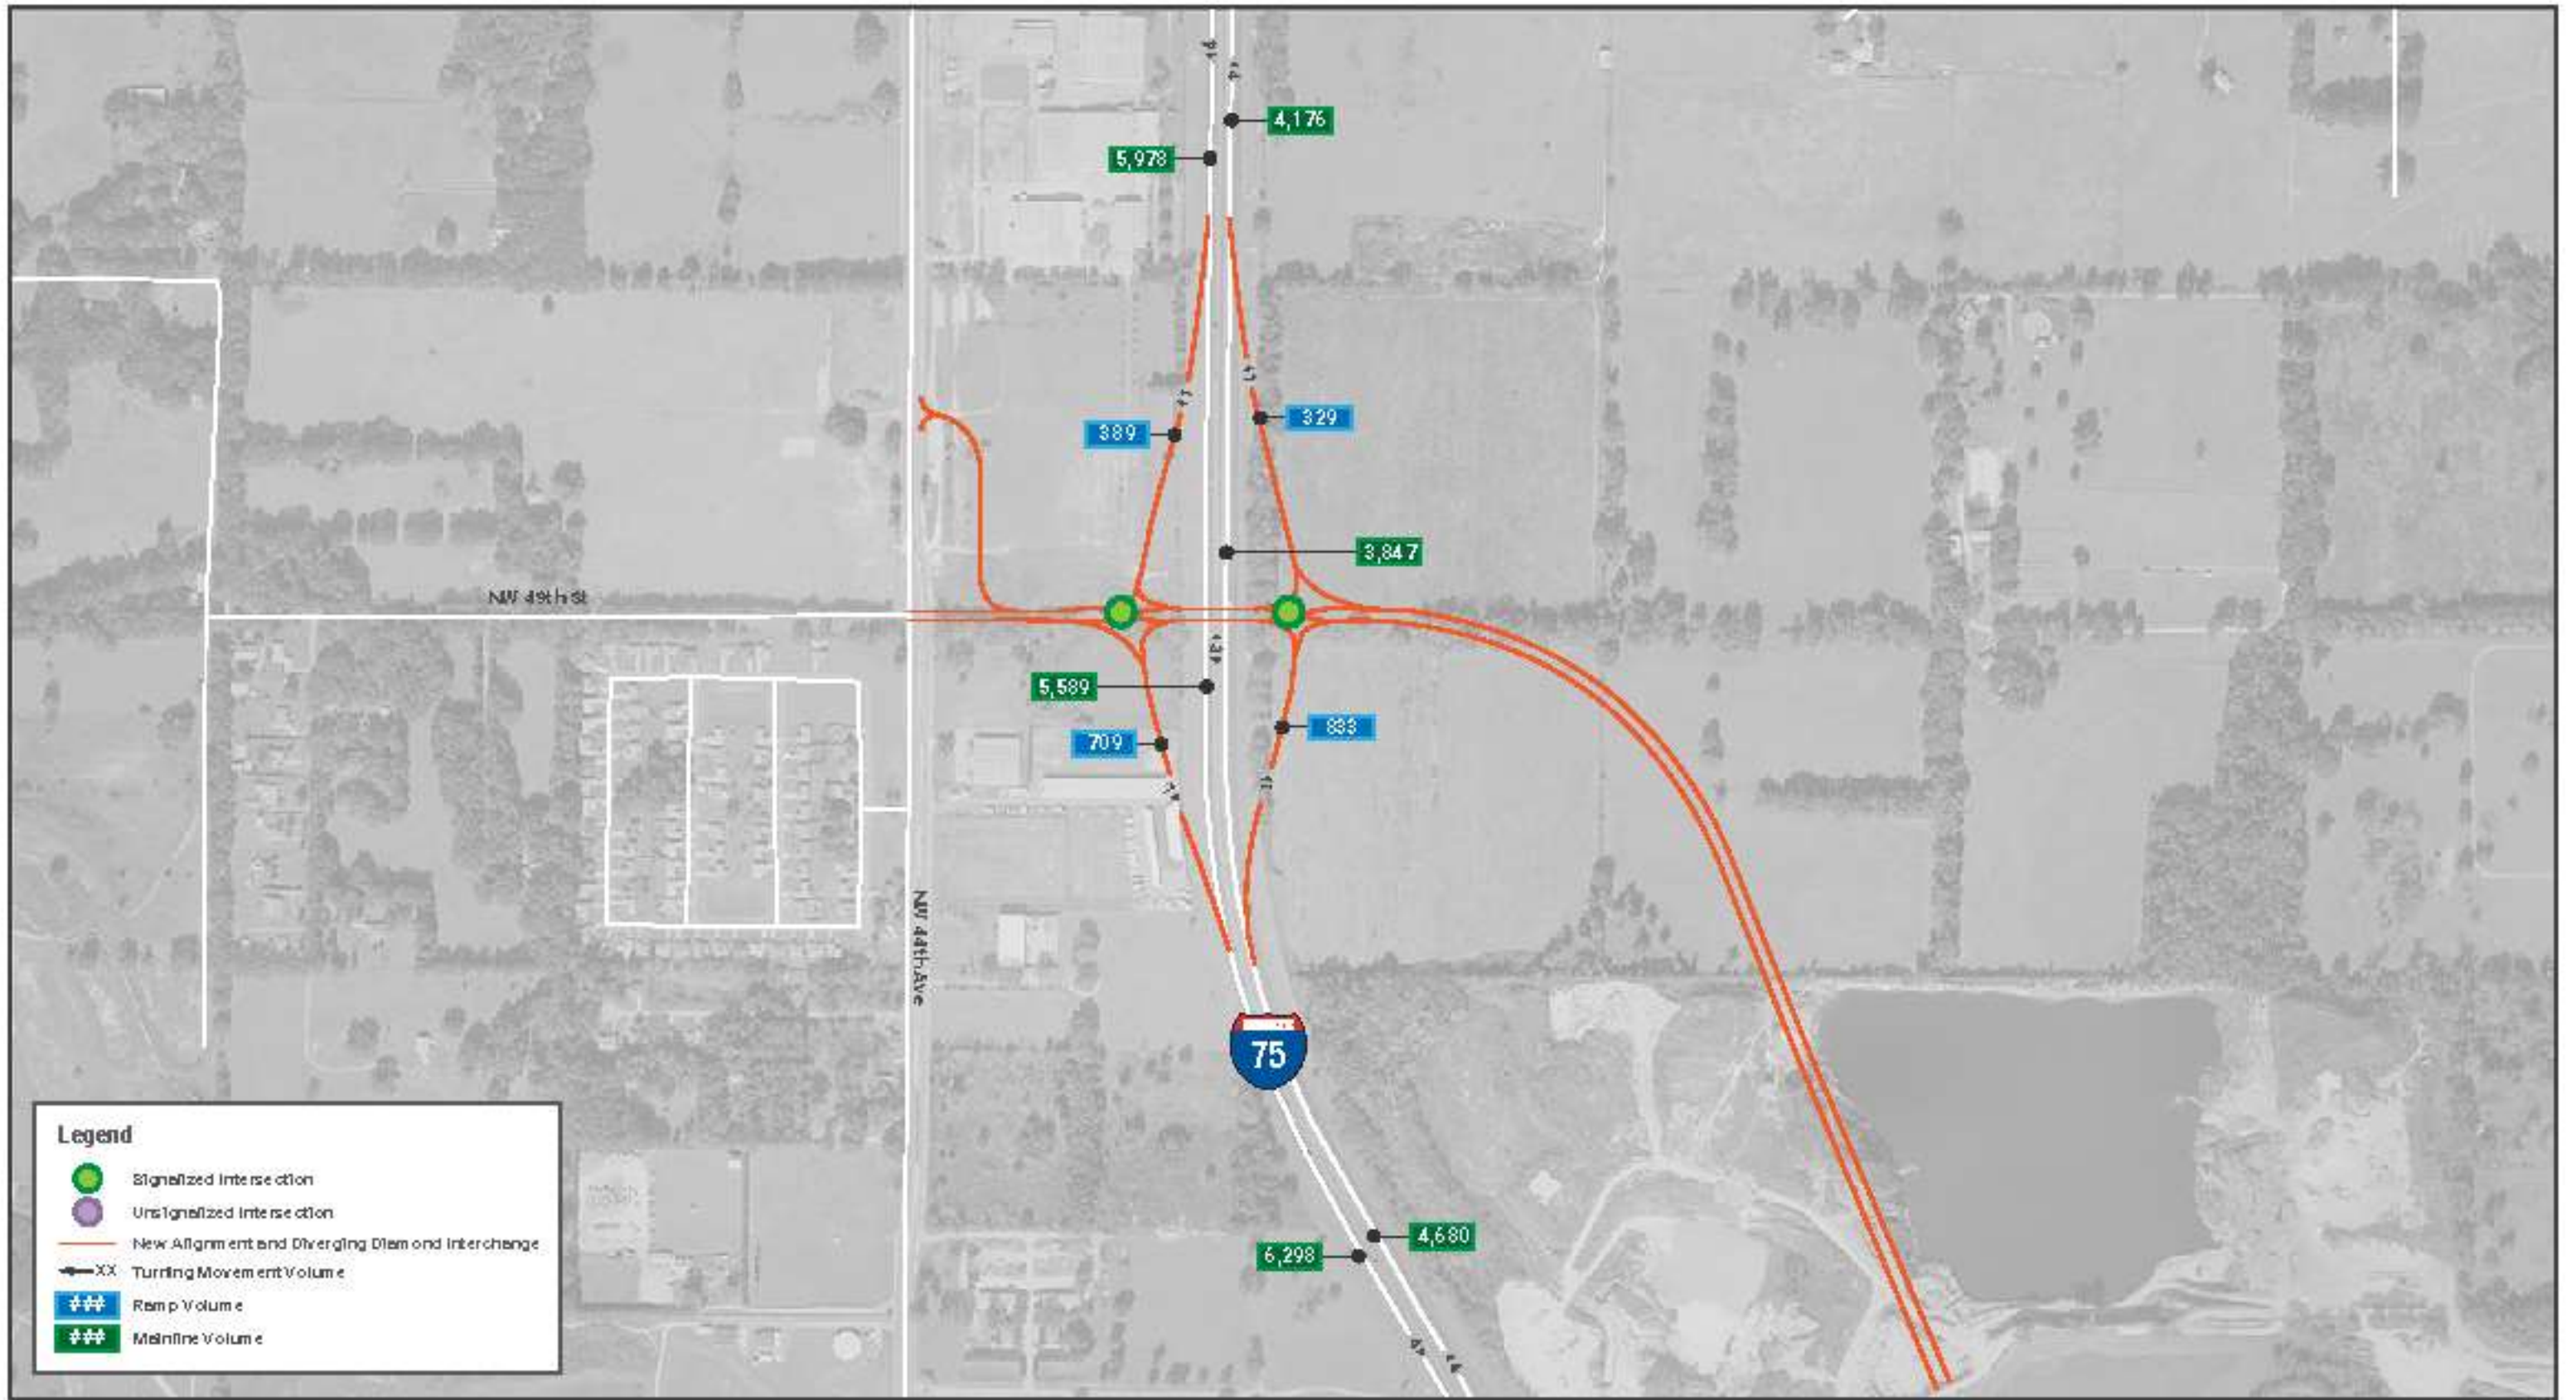 4,176
5,978
389
329
3,847
NW 49th St
5,589
709
833
NW 44th Ave
75
4,680
6,298
Legend
Signalized Intersection
Unsignalized Intersection
New Alignment and Diverging Diamond Interchange
XX Turning Movement Volume
### Ramp Volume
### Mainline Volume